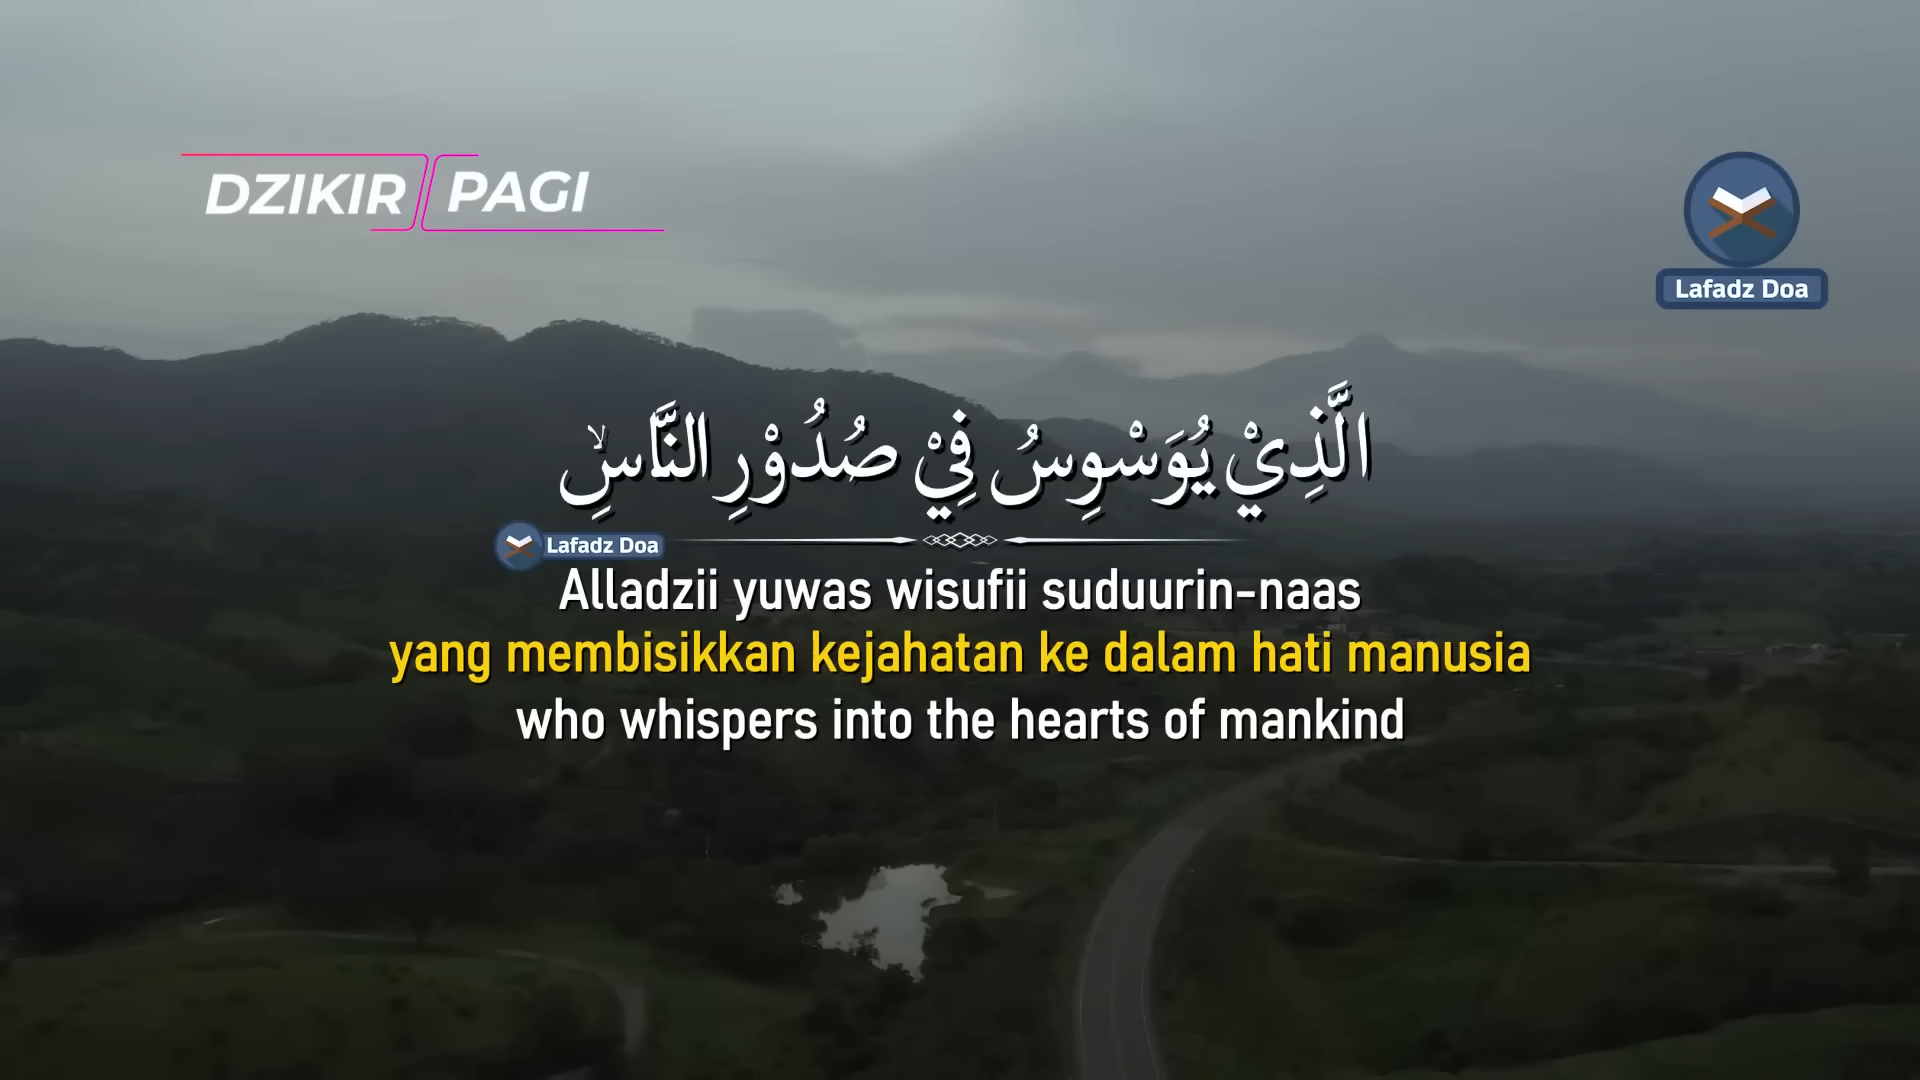 DZIKIR PAGI
Lafadz Doa
الَّذِيْ يُوَسْوِسُ فِيْ صُدُوْرِ النَّاسِۙ
Lafadz Doa
Alladzii yuwas wisufii suduurin-naas
yang membisikkan kejahatan ke dalam hati manusia
who whispers into the hearts of mankind